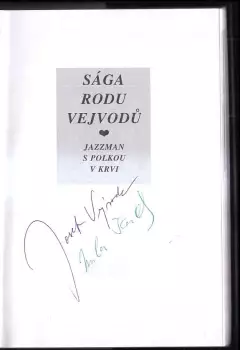 SÁGA
RODU
VEJVODŮ
JAZZMAN
S POLKOU
V KRVI
Josef Vejvoda